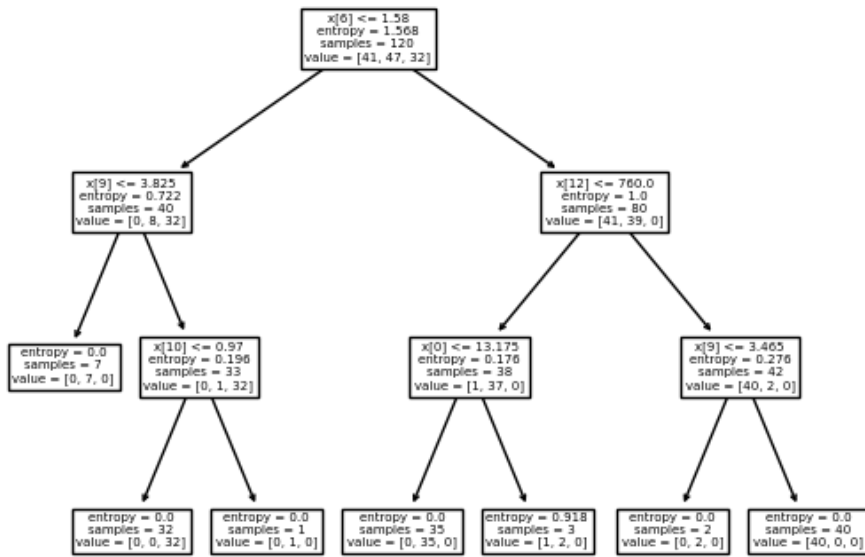 x[6] <= 1.58
entropy = 1.568
samples = 120
value = [41, 47, 32]
x[9] <= 3.825
entropy = 0.722
samples = 40
value = [0, 8, 32]
x[12] <= 760.0
entropy = 1.0
samples = 80
value = [41, 39, 0]
entropy = 0.0
samples = 7
value = [0, 7, 0]
x[10] <= 0.97
entropy = 0.196
samples = 33
value = [0, 1, 32]
x[0] <= 13.175
entropy = 0.176
samples = 38
value = [1, 37, 0]
x[9] <= 3.465
entropy = 0.276
samples = 42
value = [40, 2, 0]
entropy = 0.0
samples = 32
value = [0, 0, 32]
entropy = 0.0
samples = 1
value = [0, 1, 0]
entropy = 0.0
samples = 35
value = [0, 35, 0]
entropy = 0.918
samples = 3
value = [1, 2, 0]
entropy = 0.0
samples = 2
value = [0, 2, 0]
entropy = 0.0
samples = 40
value = [40, 0, 0]